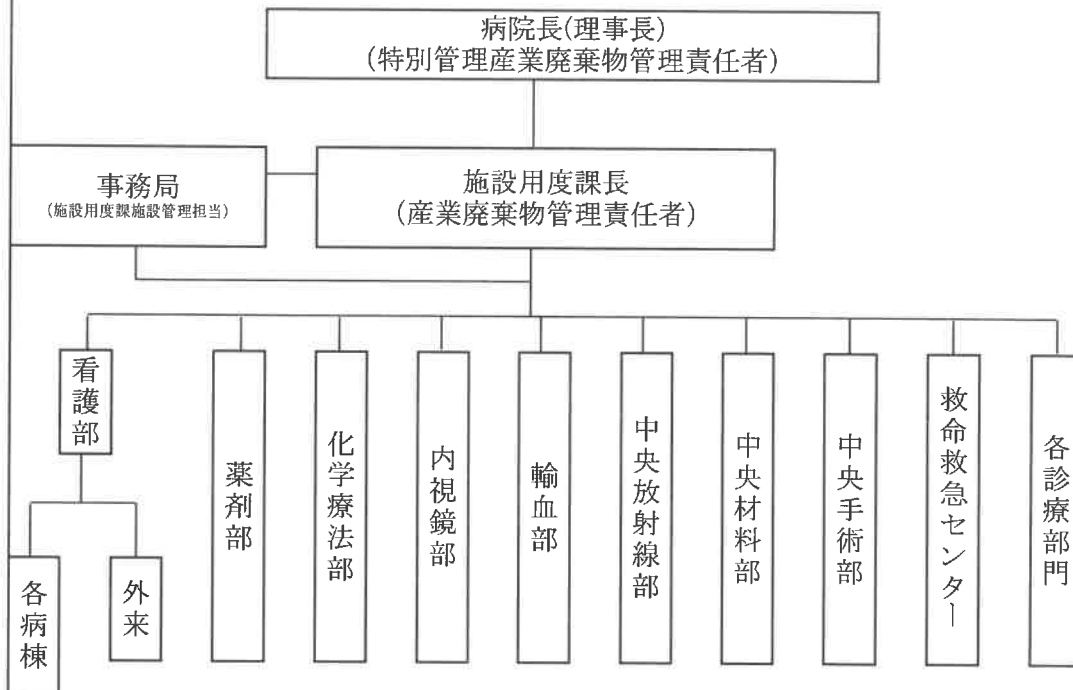 病院長(理事長)
(特別管理産業廃棄物管理責任者)
事務局
(施設用度課施設管理担当)
施設用度課長
(産業廃棄物管理責任者)
看護部
薬剤部
化学療法部
内視鏡部
輸血部
中央放射線部
中央材料部
中央手術部
救命救急センター
各診療部門
各病棟
外来